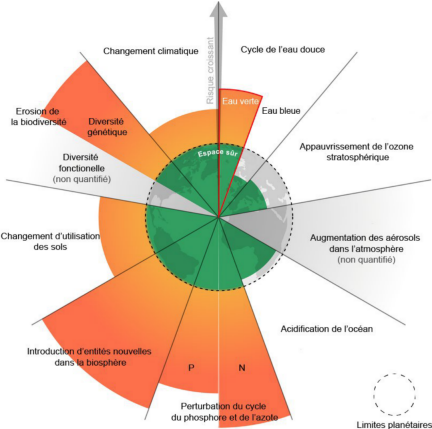 Changement climatique
Risque croissant
Cycle de l'eau douce
Eau verte
Eau bleue
Erosion de
la biodiversité
Diversité
génétique
Espace sûr
Appauvrissement de l'ozone
stratosphérique
Diversité
fonctionelle
(non quantifié)
Changement d'utilisation
des sols
Augmentation des aérosols
dans l'atmosphère
(non quantifié)
Acidification de l'océan
Introduction d'entités nouvelles
dans la biosphère
P
N
Perturbation du cycle
du phosphore et de l'azote
Limites planétaires